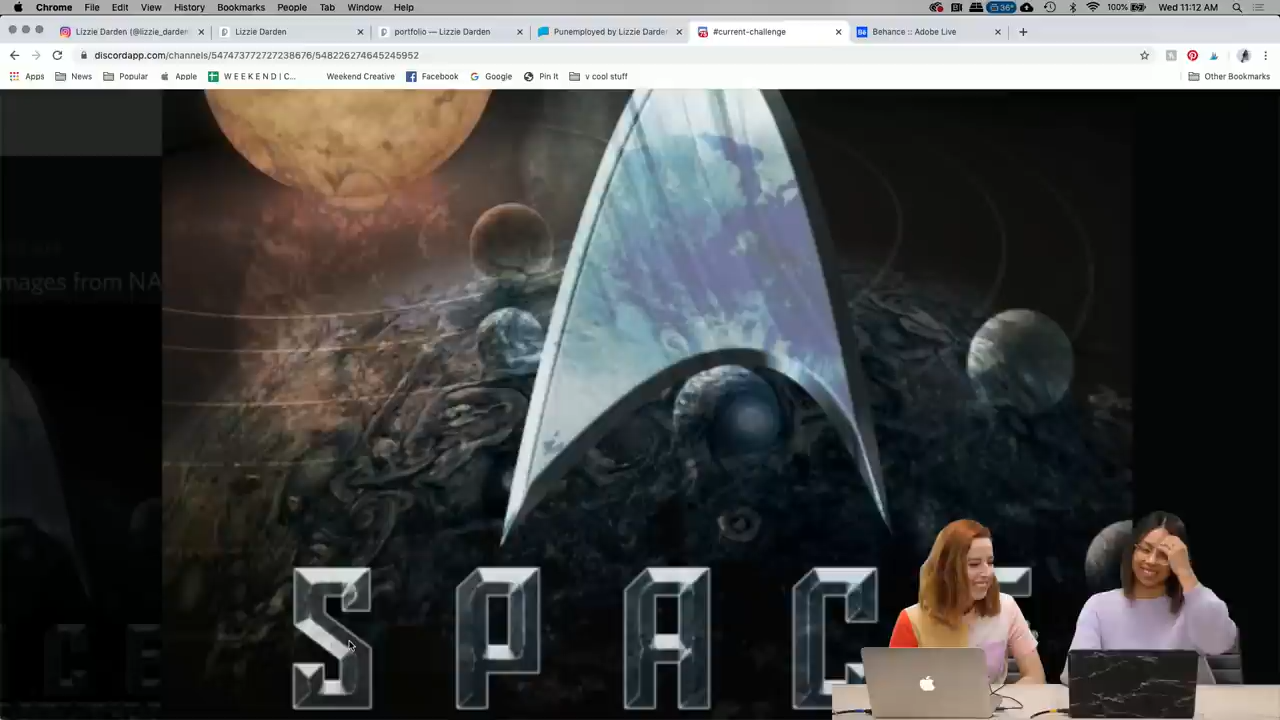 Chrome File Edit View History Bookmarks People Tab Window Help 36° 100% Wed 11:12 AM
Lizzie Darden (@lizzie_darden Lizzie Darden portfolio — Lizzie Darden Punemployed by Lizzie Darden #current-challenge Behance :: Adobe Live
discordapp.com/channels/547473772727238676/548226274645245952
Apps News Popular Apple W E E K E N D | C... Weekend Creative Facebook Google Pin It v cool stuff Other Bookmarks
mages from NA
SPAC